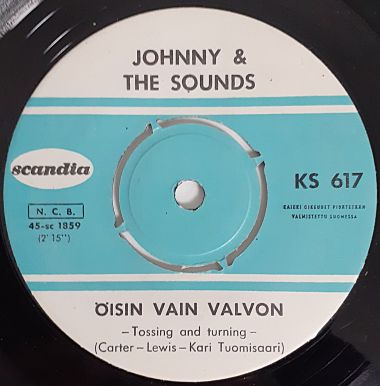 JOHNNY &
THE SOUNDS
scandia
KS 617
N. C. B.
45-sc 1859
(2' 15'')
KAIKKI OIKEUDET PIDÄTETÄÄN
VALMISTETTU SUOMESSA
ÖISIN VAIN VALVON
—Tossing and turning—
(Carter—Lewis—Kari Tuomisaari)